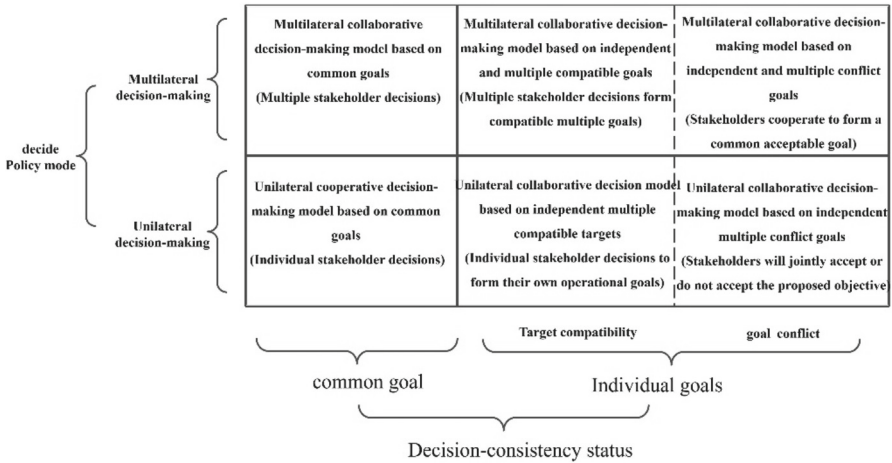 Multilateral collaborative
decision-making model based on
common goals
(Multiple stakeholder decisions)
Multilateral collaborative decision-
making model based on independent
and multiple compatible goals
(Multiple stakeholder decisions form
compatible multiple goals)
Multilateral collaborative decision-
making model based on
independent and multiple conflict
goals
(Stakeholders cooperate to form a
common acceptable goal)
Multilateral
decision-making
decide
Policy mode
Unilateral
decision-making
Unilateral cooperative decision-
making model based on common
goals
(Individual stakeholder decisions)
Unilateral collaborative decision model
based on independent multiple
compatible targets
(Individual stakeholder decisions to
form their own operational goals)
Unilateral collaborative decision-
making model based on independent
multiple conflict goals
(Stakeholders will jointly accept or
do not accept the proposed objective)
Target compatibility
goal conflict
common goal
Individual goals
Decision-consistency status